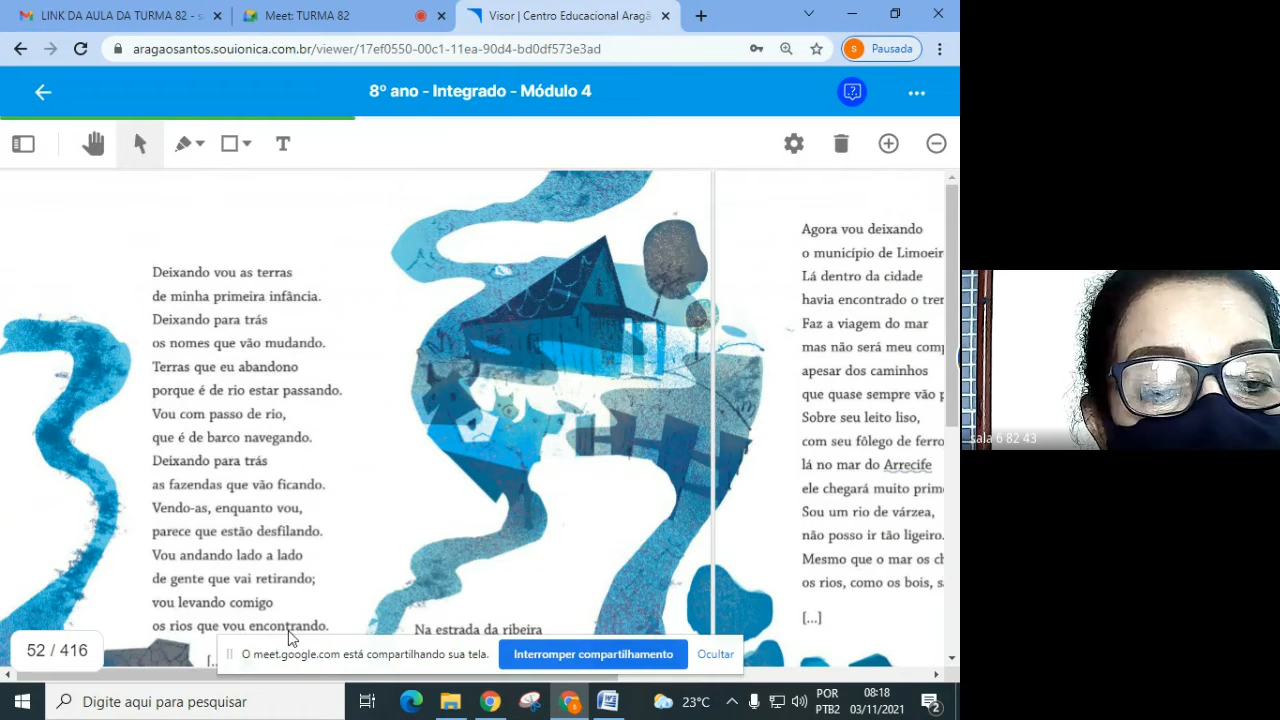 LINK DA AULA DA TURMA 82 - s
Meet: TURMA 82
Visor | Centro Educacional Aragã
aragaosantos.souionica.com.br/viewer/17ef0550-00c1-11ea-90d4-bd0df573e3ad
S Pausada
8º ano - Integrado - Módulo 4
T
Deixando vou as terras
de minha primeira infância.
Deixando para trás
os nomes que vão mudando.
Terras que eu abandono
porque é de rio estar passando.
Vou com passo de rio,
que é de barco navegando.
Deixando para trás
as fazendas que vão ficando.
Vendo-as, enquanto vou,
parece que estão desfilando.
Vou andando lado a lado
de gente que vai retirando;
vou levando comigo
os rios que vou encontrando.
[...
Na estrada da ribeira
Agora vou deixando
o município de Limoeir
Lá dentro da cidade
havia encontrado o tren
Faz a viagem do mar
mas não será meu comp
apesar dos caminhos
que quase sempre vão p
Sobre seu leito liso,
com seu fôlego de ferro
lá no mar do Arrecife
ele chegará muito prim
Sou um rio de várzea,
não posso ir tão ligeiro.
Mesmo que o mar os ch
os rios, como os bois, s
[...]
52 / 416
O meet.google.com está compartilhando sua tela.
Interromper compartilhamento
Ocultar
sala 6 82 43
Digite aqui para pesquisar
23°C
POR
PTB2
08:18
03/11/2021
2